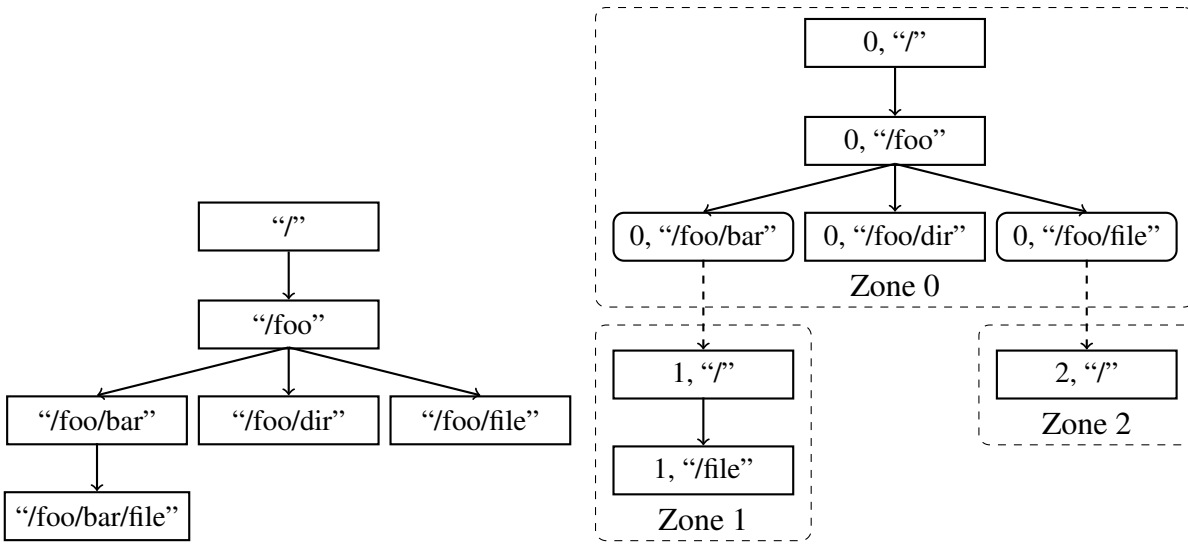 “/”
“/foo”
“/foo/bar” “/foo/dir” “/foo/file”
“/foo/bar/file”
0, “/”
0, “/foo”
0, “/foo/bar” 0, “/foo/dir” 0, “/foo/file”
Zone 0
1, “/”
1, “/file”
Zone 1
2, “/”
Zone 2